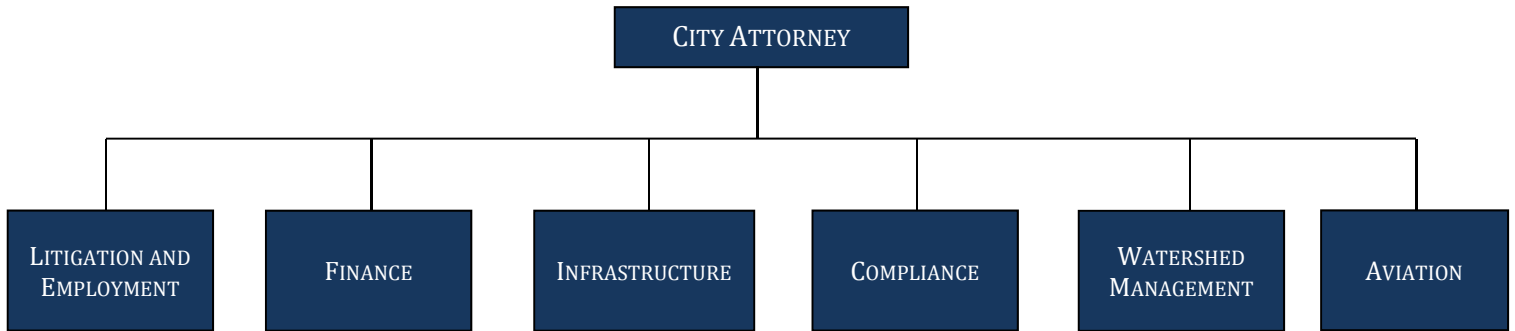 CITY ATTORNEY
LITIGATION AND
EMPLOYMENT
FINANCE
INFRASTRUCTURE
COMPLIANCE
WATERSHED
MANAGEMENT
AVIATION